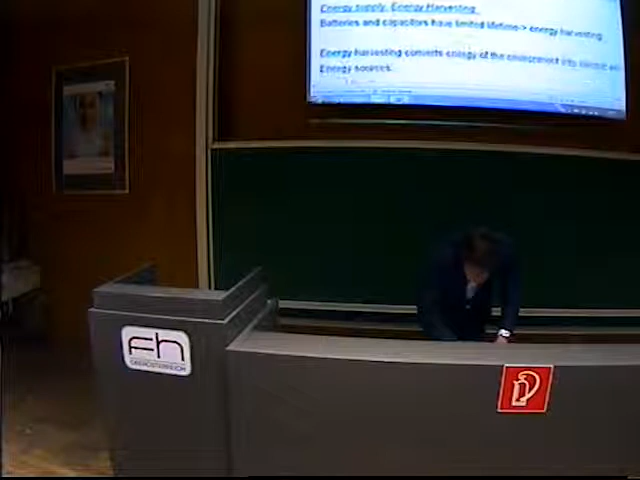 Energy supply, Energy Harvesting
Batteries and capacitors have limited lifetime-> energy harvesting
Energy harvesting converts energy of the environment into electric
Energy sources:
fh
OBERÖSTERREICH